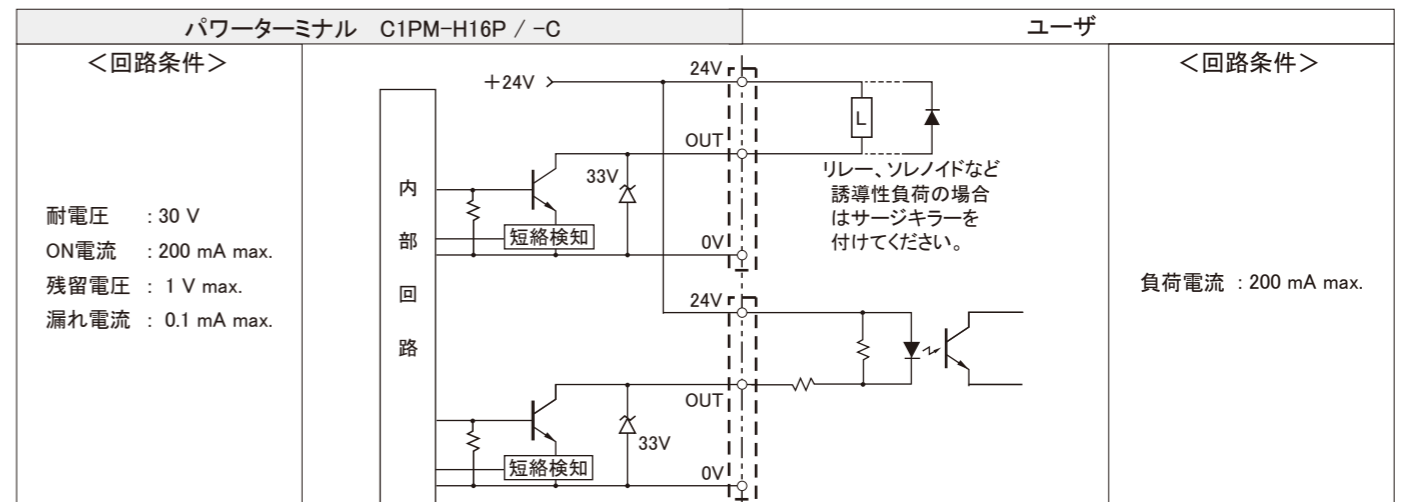 パワーターミナル C1PM-H16P / -C
ユーザ
<回路条件>
耐電圧 : 30 V
ON電流 : 200 mA max.
残留電圧 : 1 V max.
漏れ電流 : 0.1 mA max.
内部回路
+24V
24V
OUT
33V
短絡検知
0V
L
リレー、ソレノイドなど
誘導性負荷の場合
はサージキラーを
付けてください。
24V
OUT
33V
短絡検知
0V
<回路条件>
負荷電流 : 200 mA max.